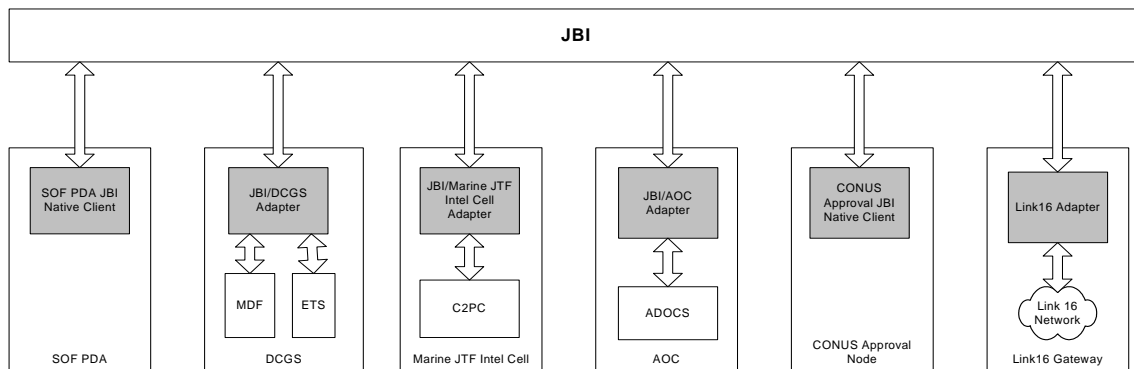 JBI
SOF PDA JBI
Native Client
SOF PDA
JBI/DCGS
Adapter
MDF
ETS
DCGS
JBI/Marine JTF
Intel Cell
Adapter
C2PC
Marine JTF Intel Cell
JBI/AOC
Adapter
ADOCS
AOC
CONUS
Approval JBI
Native Client
CONUS Approval
Node
Link16 Adapter
Link 16
Network
Link16 Gateway